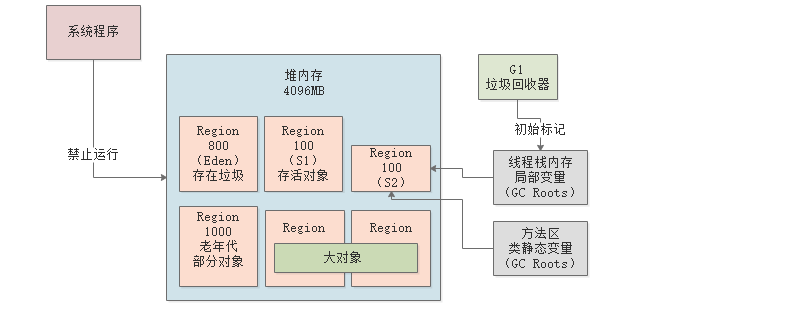 系统程序
禁止运行
堆内存
4096MB
Region
800
（Eden）
存在垃圾
Region
100
（S1）
存活对象
Region
100
（S2）
Region
1000
老年代
部分对象
Region
Region
大对象
G1
垃圾回收器
初始标记
线程栈内存
局部变量
（GC Roots）
方法区
类静态变量
（GC Roots）